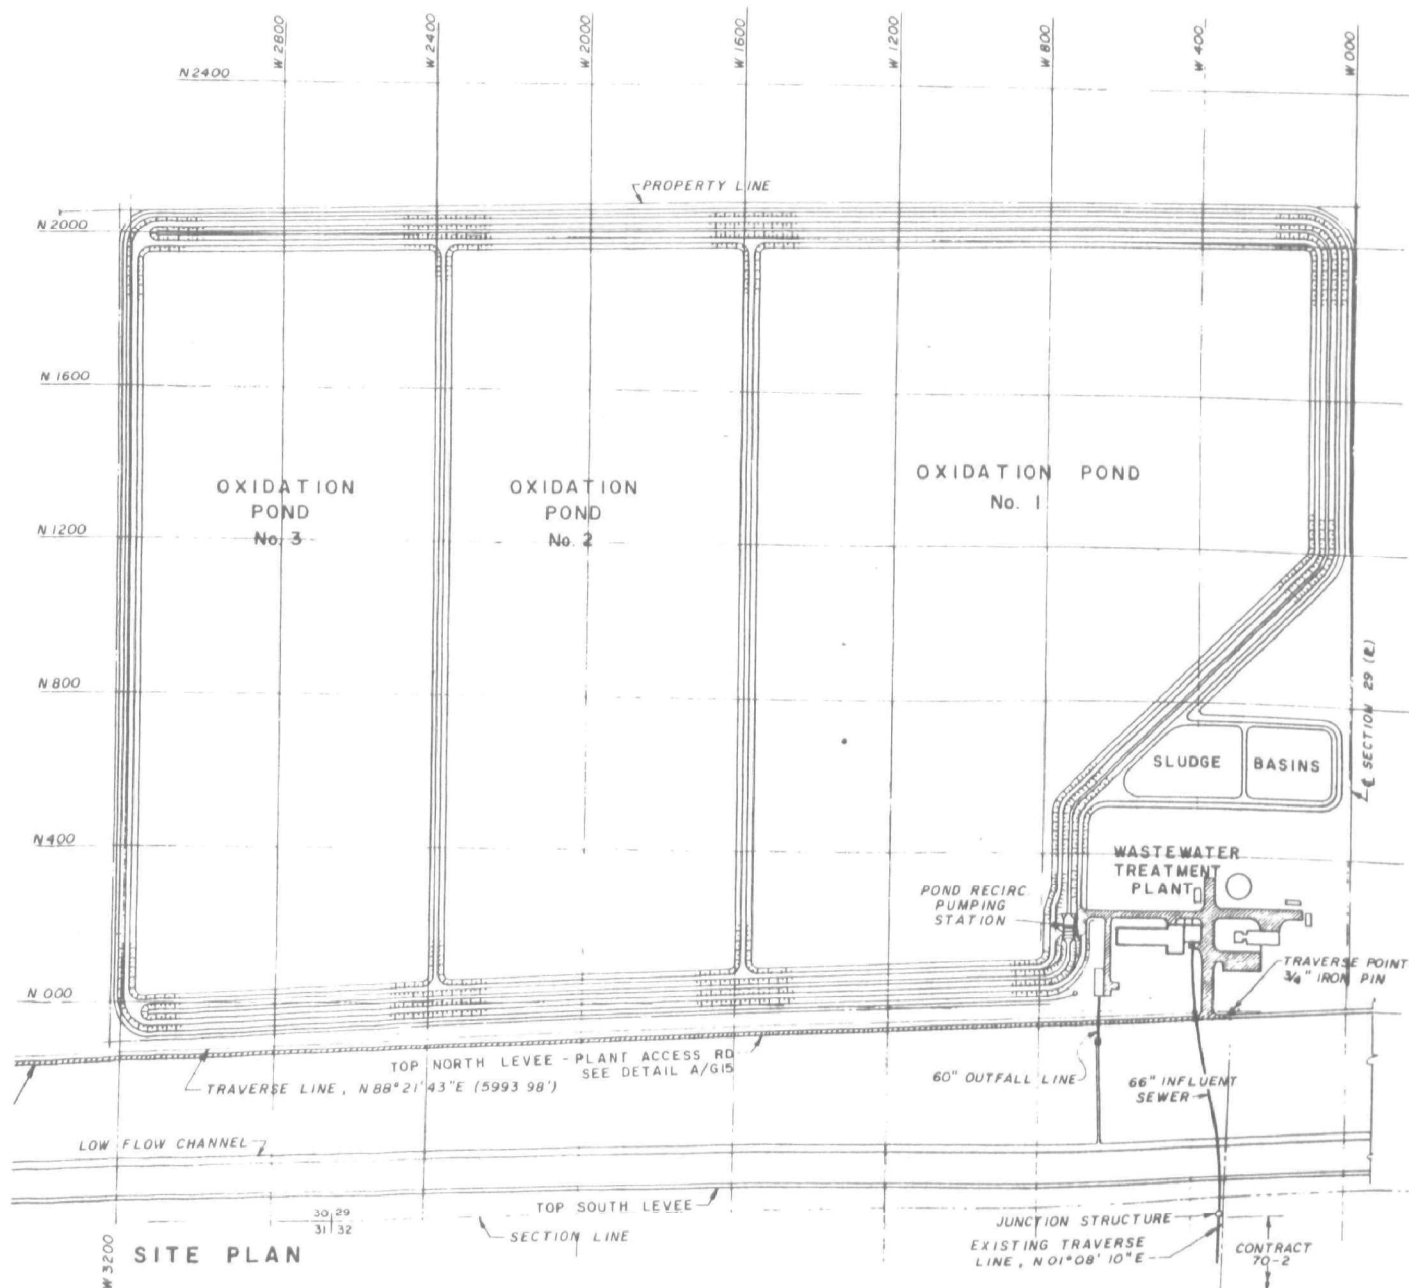 W 2800
W 2400
W 2000
W 1600
W 1200
W 800
W 400
W 000
N 2400
PROPERTY LINE
N 2000
N 1600
OXIDATION
POND
No. 3
OXIDATION
POND
No. 2
OXIDATION POND
No. 1
N 1200
N 800
℄ SECTION 29 (℄)
SLUDGE BASINS
N 400
WASTEWATER
TREATMENT
PLANT
POND RECIRC.
PUMPING
STATION
TRAVERSE POINT
3/4" IRON PIN
N 000
TOP NORTH LEVEE - PLANT ACCESS RD
SEE DETAIL A/G15
TRAVERSE LINE, N 88°21'43"E (5993 98')
60" OUTFALL LINE
66" INFLUENT
SEWER
LOW FLOW CHANNEL
TOP SOUTH LEVEE
30 29
31 32
SECTION LINE
JUNCTION STRUCTURE
EXISTING TRAVERSE
LINE, N 01°08' 10"E
CONTRACT
70-2
W 3200
SITE PLAN